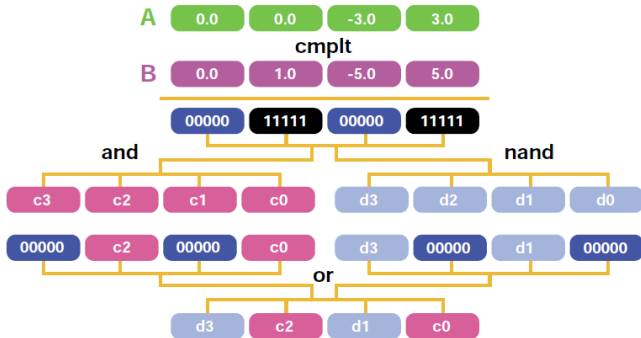 A 0.0 0.0 -3.0 3.0
cmplt
B 0.0 1.0 -5.0 5.0
00000 11111 00000 11111
and nand
c3 c2 c1 c0 d3 d2 d1 d0
00000 c2 00000 c0 d3 00000 d1 00000
or
d3 c2 d1 c0